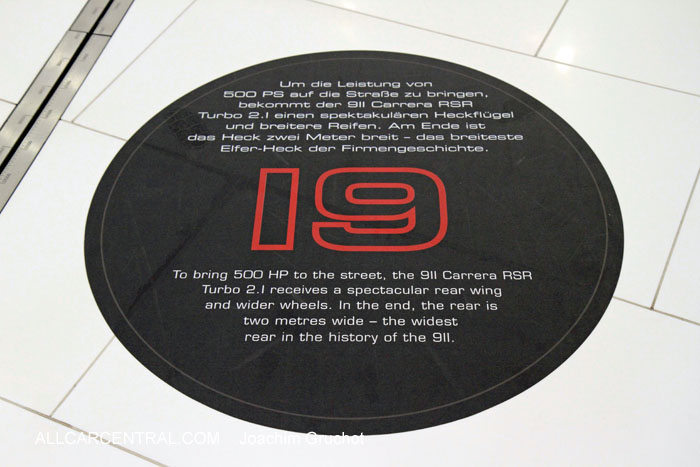 Um die Leistung von
500 PS auf die Straße zu bringen,
bekommt der 911 Carrera RSR
Turbo 2.1 einen spektakulären Heckflügel
und breitere Reifen. Am Ende ist
das Heck zwei Meter breit – das breiteste
Elfer-Heck der Firmengeschichte.
19
To bring 500 HP to the street, the 911 Carrera RSR
Turbo 2.1 receives a spectacular rear wing
and wider wheels. In the end, the rear is
two metres wide – the widest
rear in the history of the 911.
ALLCARCENTRAL.COM Joachim Gruchot